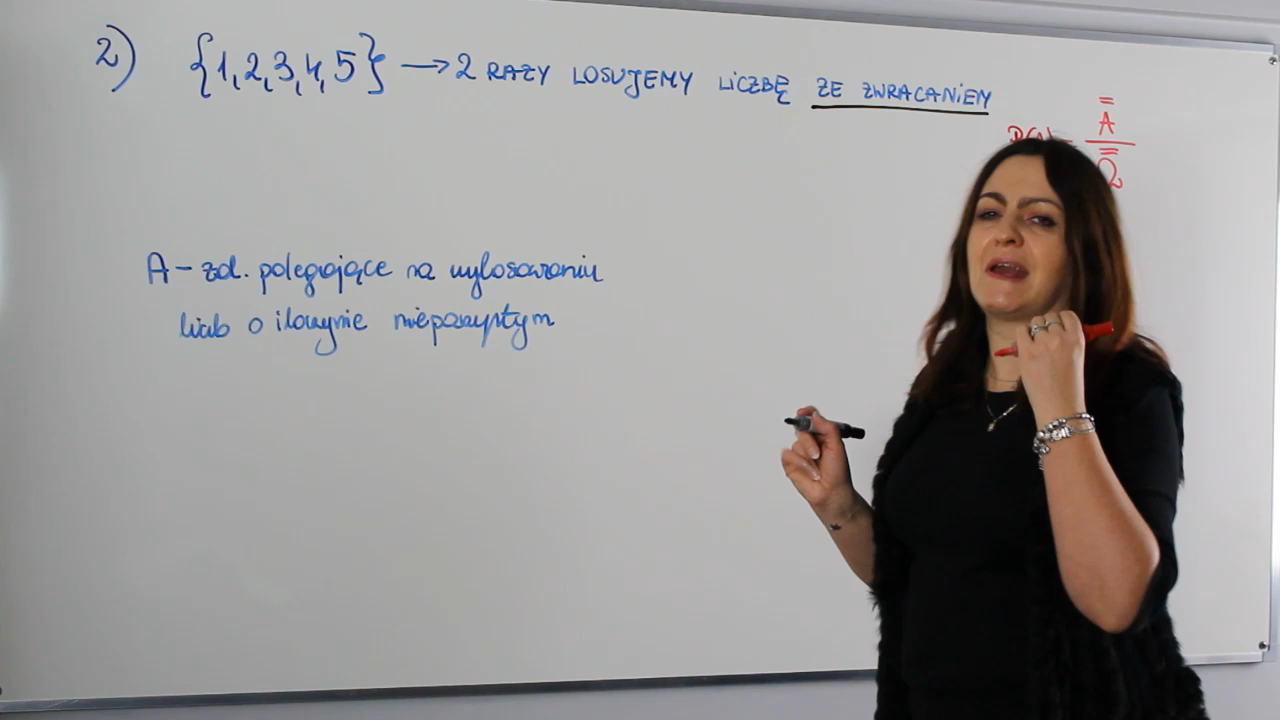 2) {1,2,3,4,5} → 2 RAZY LOSUJEMY LICZBĘ ZE ZWRACANIEM
A
Ω
A – zd. polegające na wylosowaniu
liczb o iloczynie nieparzystym